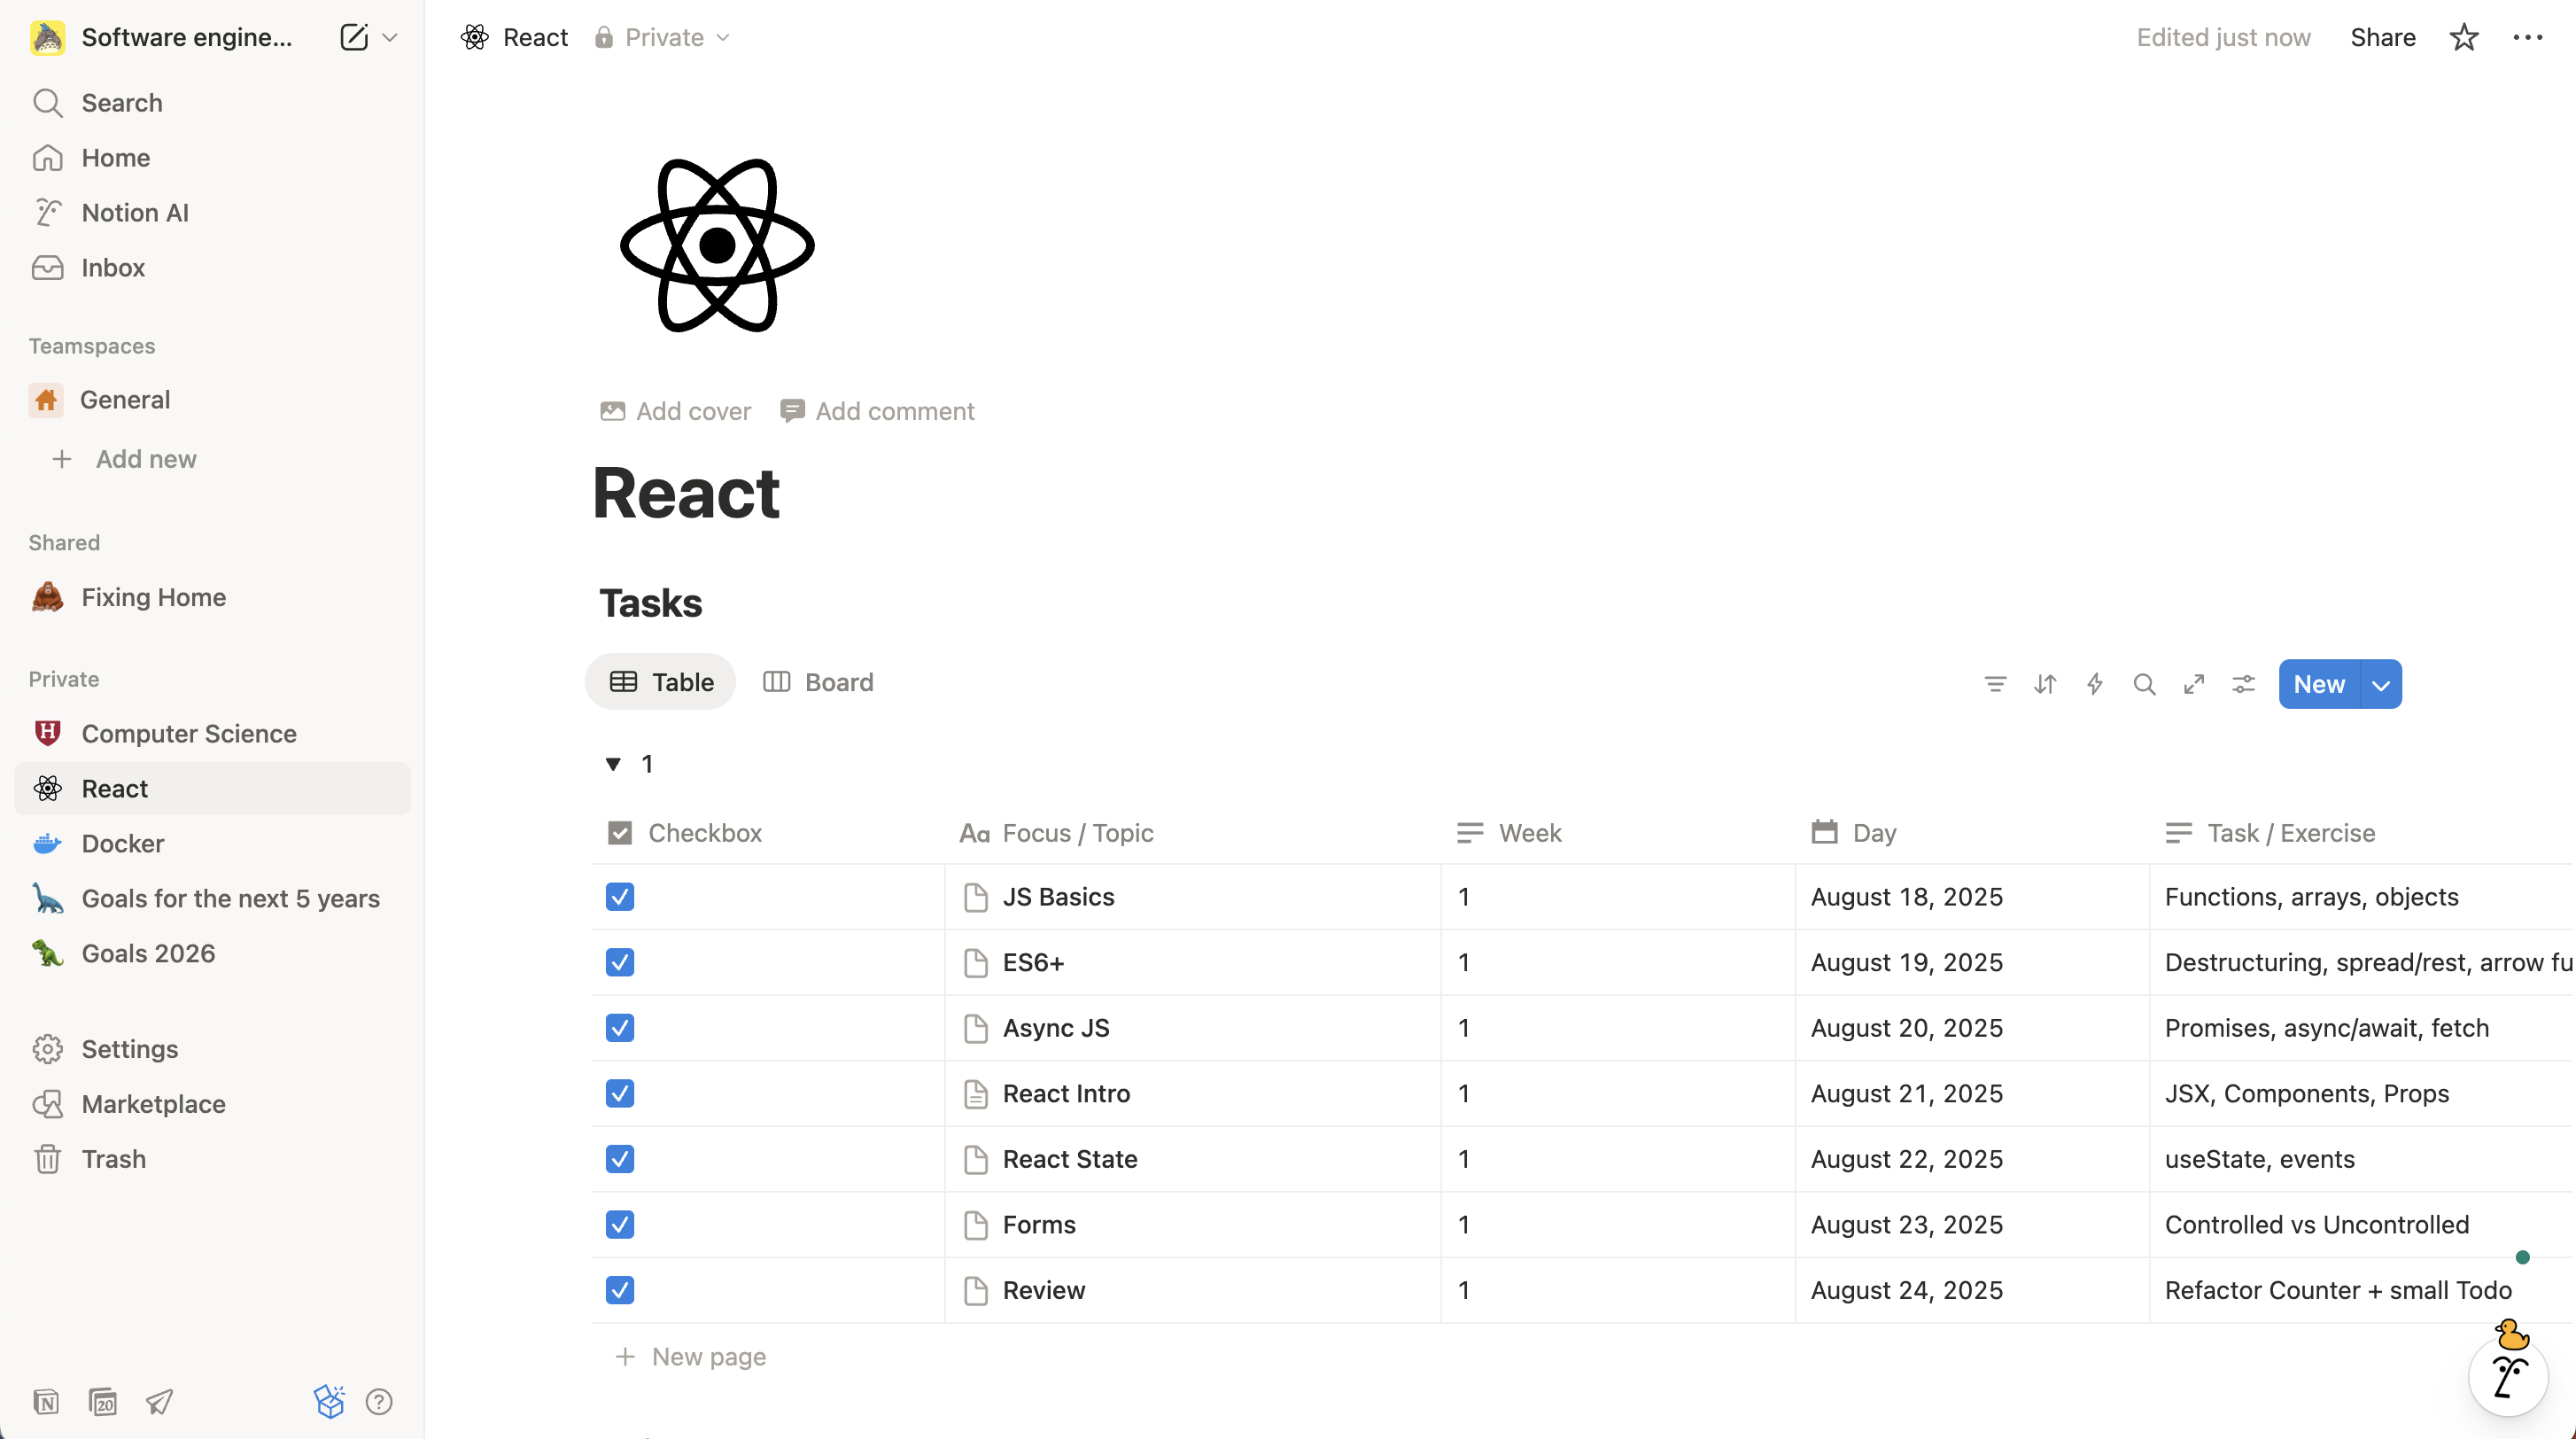 Software engine...
Search
Home
Notion AI
Inbox
Teamspaces
General
Add new
Shared
Fixing Home
Private
Computer Science
React
Docker
Goals for the next 5 years
Goals 2026
Settings
Marketplace
Trash
20
React Private
Edited just now Share
Add cover Add comment
React
Tasks
Table Board
New
1
Checkbox Aa Focus / Topic Week Day Task / Exercise
JS Basics 1 August 18, 2025 Functions, arrays, objects
ES6+ 1 August 19, 2025 Destructuring, spread/rest, arrow fu
Async JS 1 August 20, 2025 Promises, async/await, fetch
React Intro 1 August 21, 2025 JSX, Components, Props
React State 1 August 22, 2025 useState, events
Forms 1 August 23, 2025 Controlled vs Uncontrolled
Review 1 August 24, 2025 Refactor Counter + small Todo
New page